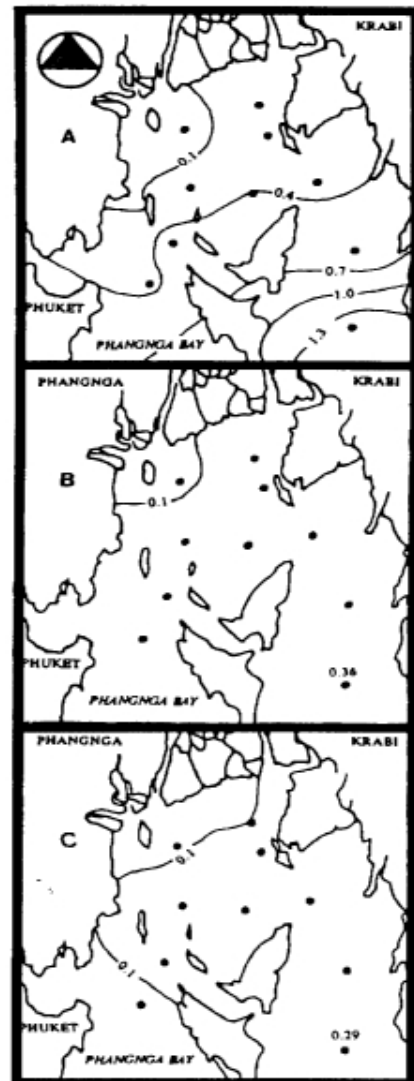 KRABI
A
0.1
0.4
0.7
1.0
1.3
PHUKET
PHANGNGA BAY
PHANGNGA
KRABI
B
0.1
0.36
PHUKET
PHANGNGA BAY
PHANGNGA
KRABI
C
0.1
0.1
0.29
PHUKET
PHANGNGA BAY